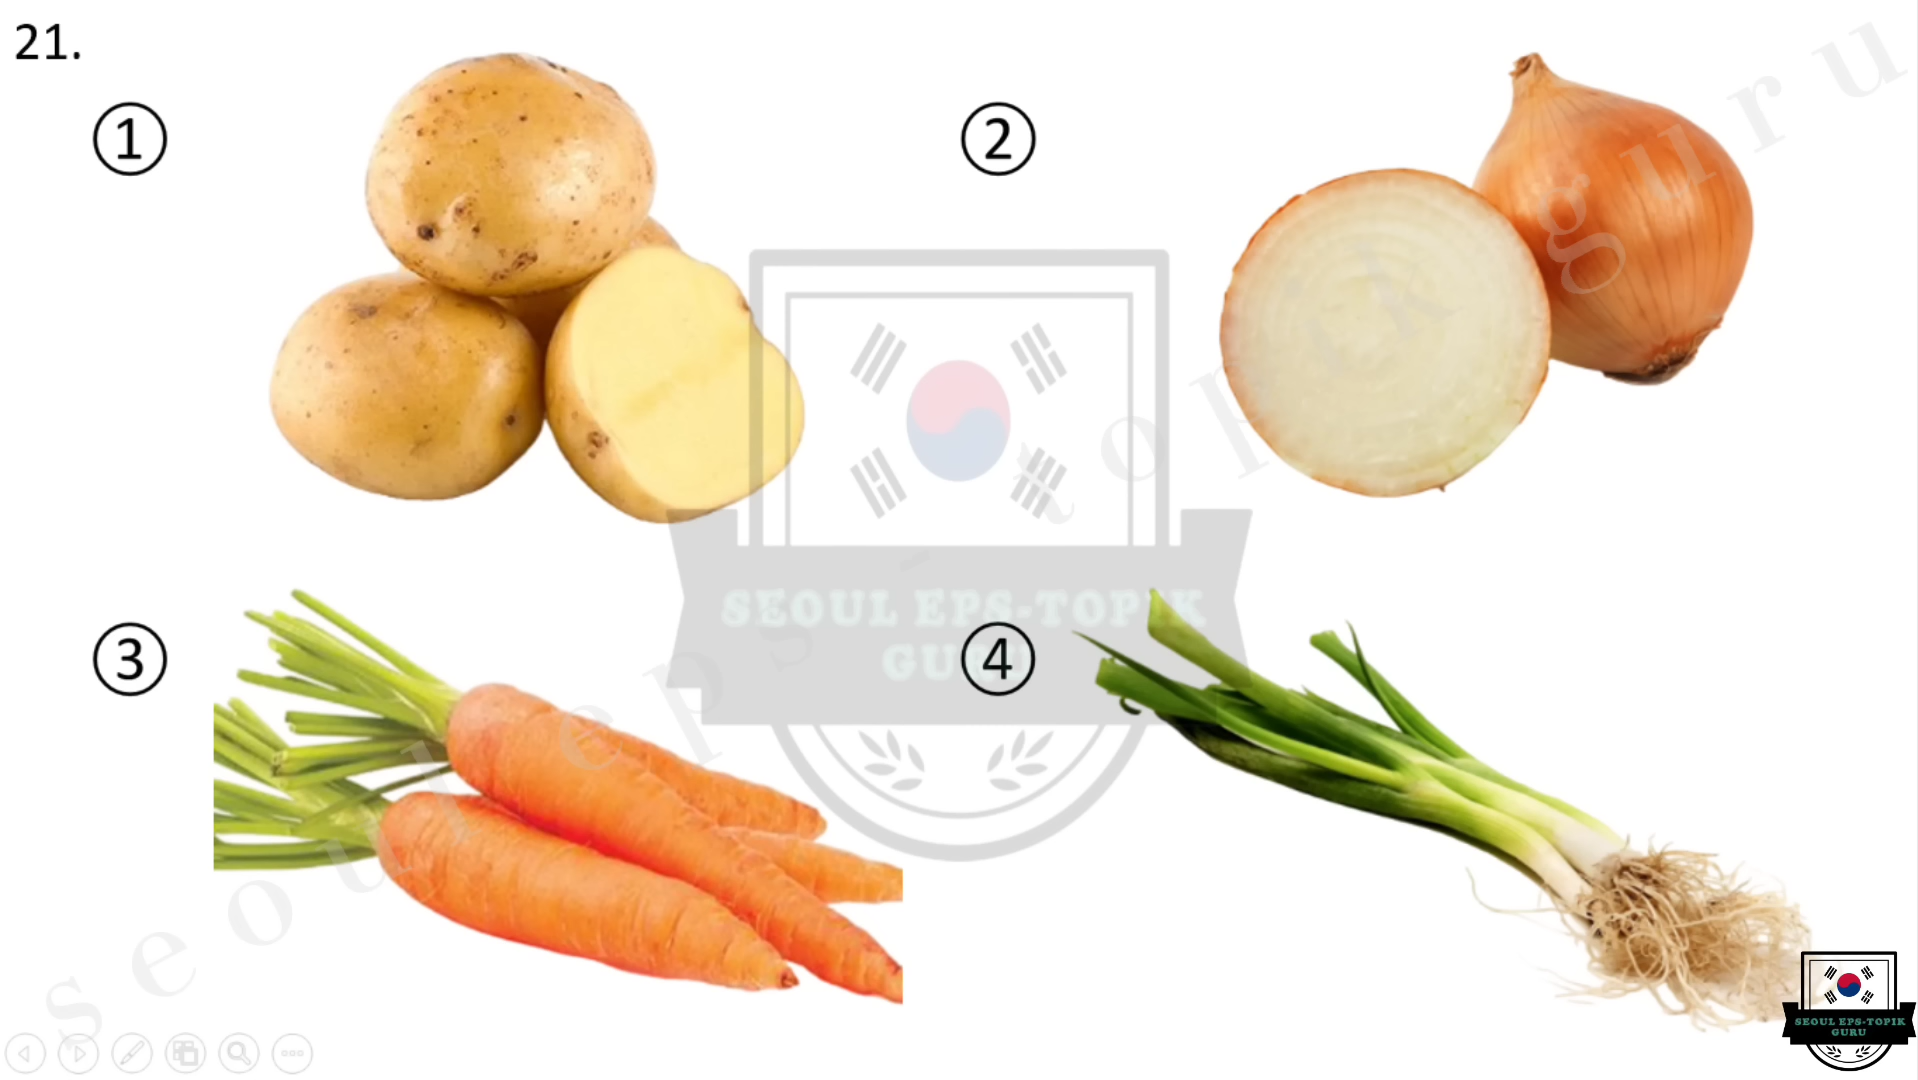 21.
①
②
③
④
SEOUL EPS-TOPIK
GURU
seoul eps-topik guru
SEOUL EPS-TOPIK
GURU